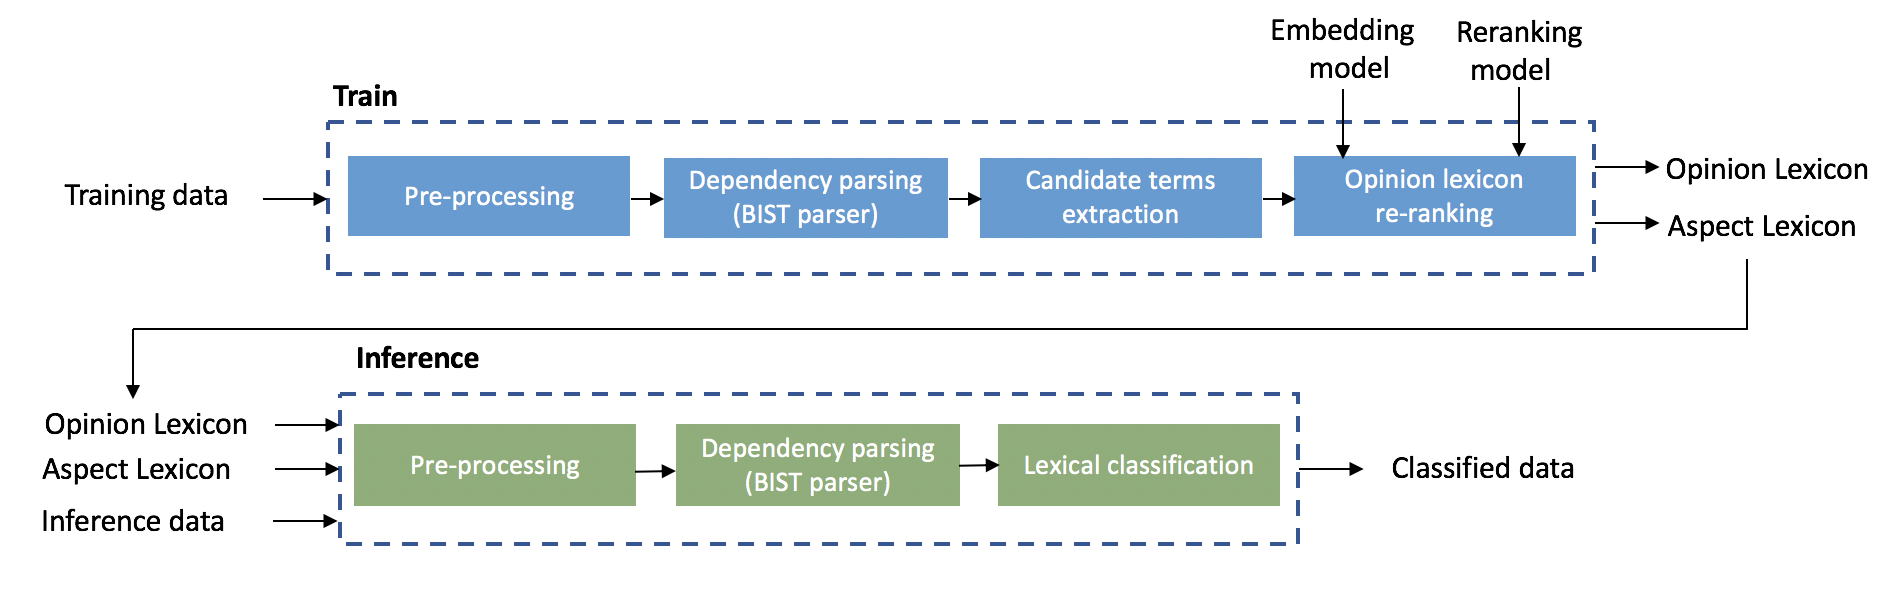 Embedding
model
Reranking
model
Train
Training data
Pre-processing
Dependency parsing
(BIST parser)
Candidate terms
extraction
Opinion lexicon
re-ranking
Opinion Lexicon
Aspect Lexicon
Inference
Opinion Lexicon
Aspect Lexicon
Inference data
Pre-processing
Dependency parsing
(BIST parser)
Lexical classification
Classified data